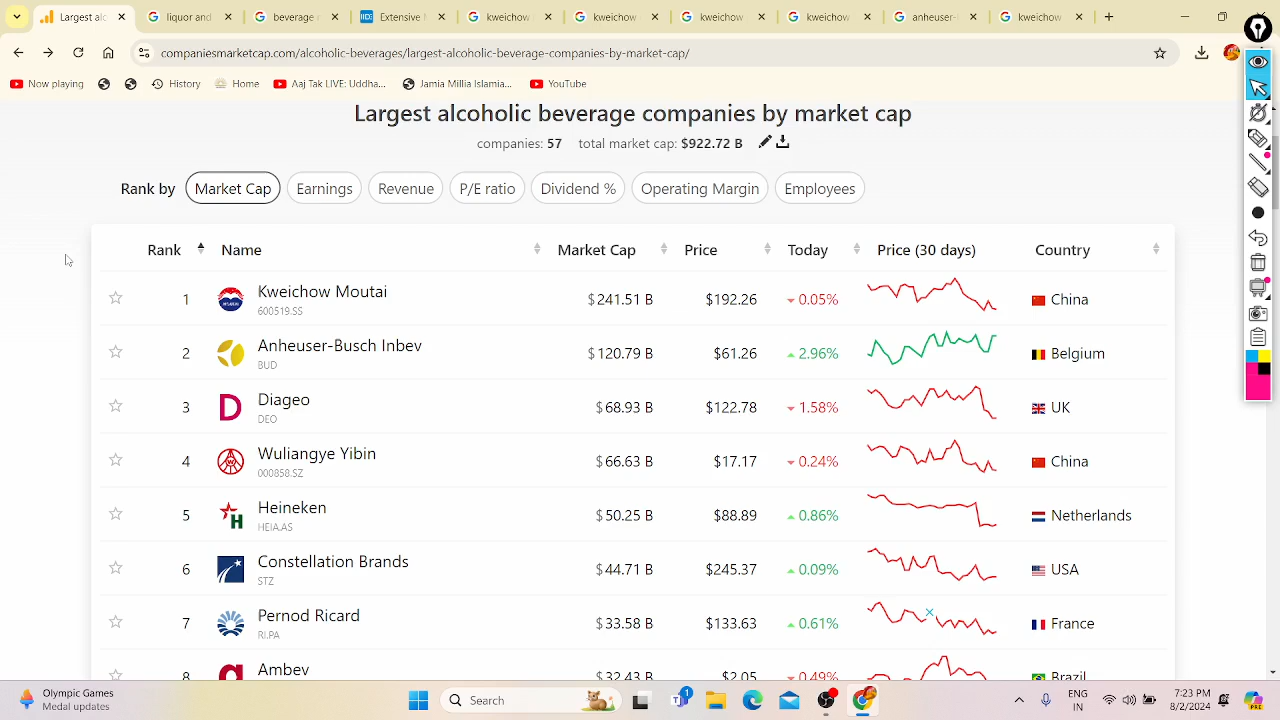 Largest alc
liquor and
beverage
Extensive
kweichow
kweichow
kweichow
kweichow
anheuser-
kweichow
companiesmarketcap.com/alcoholic-beverages/largest-alcoholic-beverage-companies-by-market-cap/
Now playing
History
Home
Aaj Tak LIVE: Uddha...
Jamia Millia Islamia...
YouTube
Largest alcoholic beverage companies by market cap
companies: 57 total market cap: $922.72 B
Rank by Market Cap Earnings Revenue P/E ratio Dividend % Operating Margin Employees
Rank Name Market Cap Price Today Price (30 days) Country
1 Kweichow Moutai $241.51 B $192.26 0.05% China
600519.SS
2 Anheuser-Busch Inbev $120.79 B $61.26 2.96% Belgium
BUD
3 Diageo $68.93 B $122.78 1.58% UK
DEO
4 Wuliangye Yibin $66.63 B $17.17 0.24% China
000858.SZ
5 Heineken $50.25 B $88.89 0.86% Netherlands
HEIA.AS
6 Constellation Brands $44.71 B $245.37 0.09% USA
STZ
7 Pernod Ricard $33.58 B $133.63 0.61% France
RI.PA
8 Ambev $32.43 B $2.05 0.49% Brazil
Olympic Games
Medal updates
Search
1
ENG
IN
7:23 PM
8/2/2024